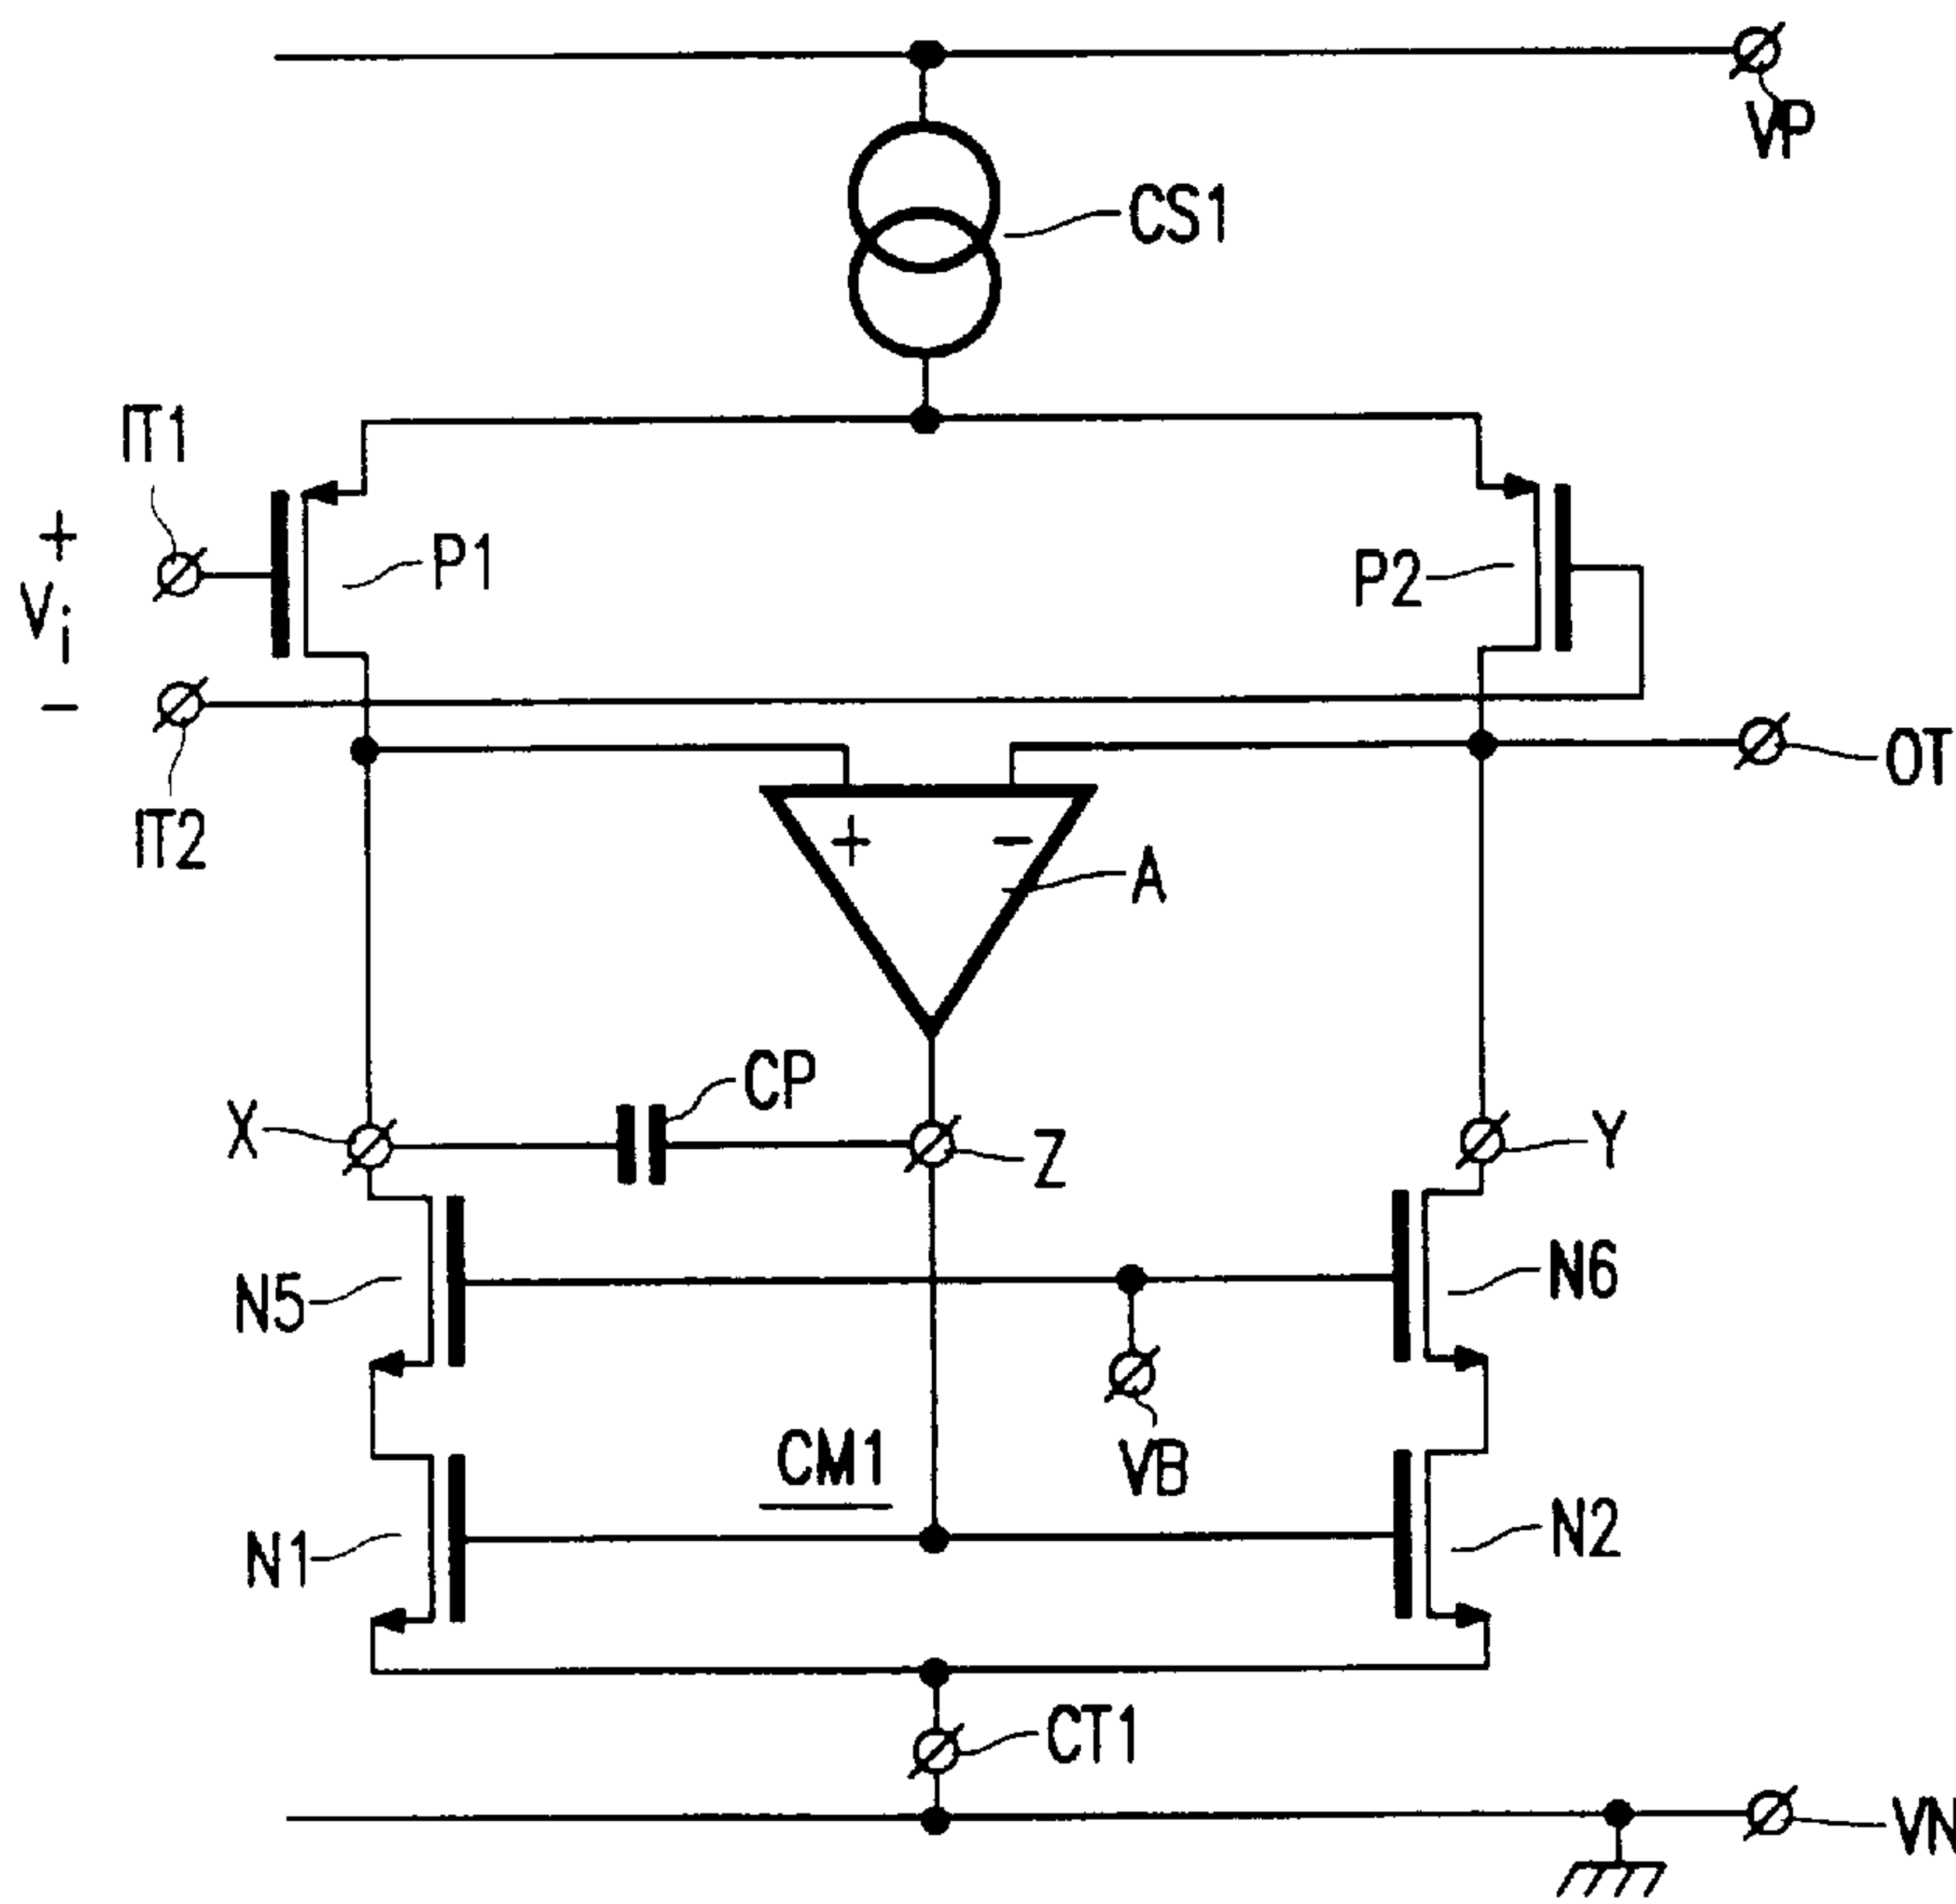 VP
CS1
IT1
+
P1
P2
Vi
-
OT
IT2
+ -
A
CP
X
Z
Y
N5
N6
VB
CM1
N1
N2
CT1
VN